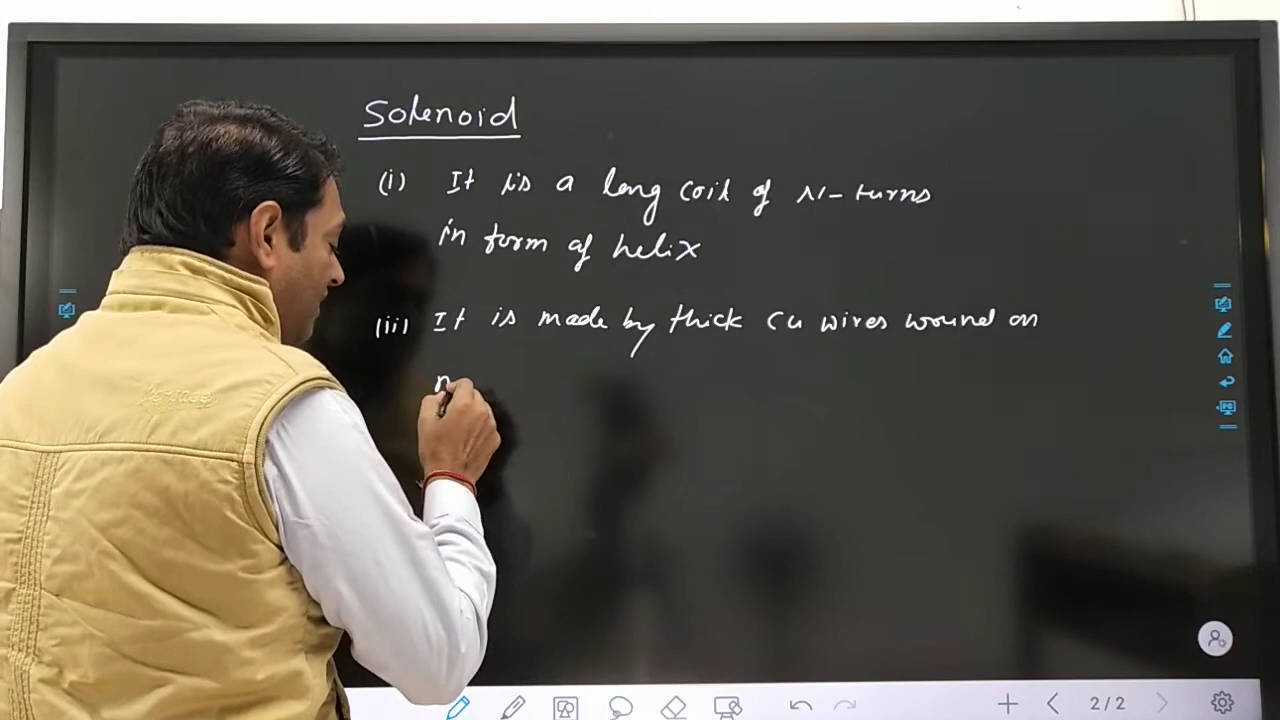 Solenoid
(i) It is a long coil of N-turns
in form of helix
(ii) It is made by thick Cu wires wound on
n
2/2